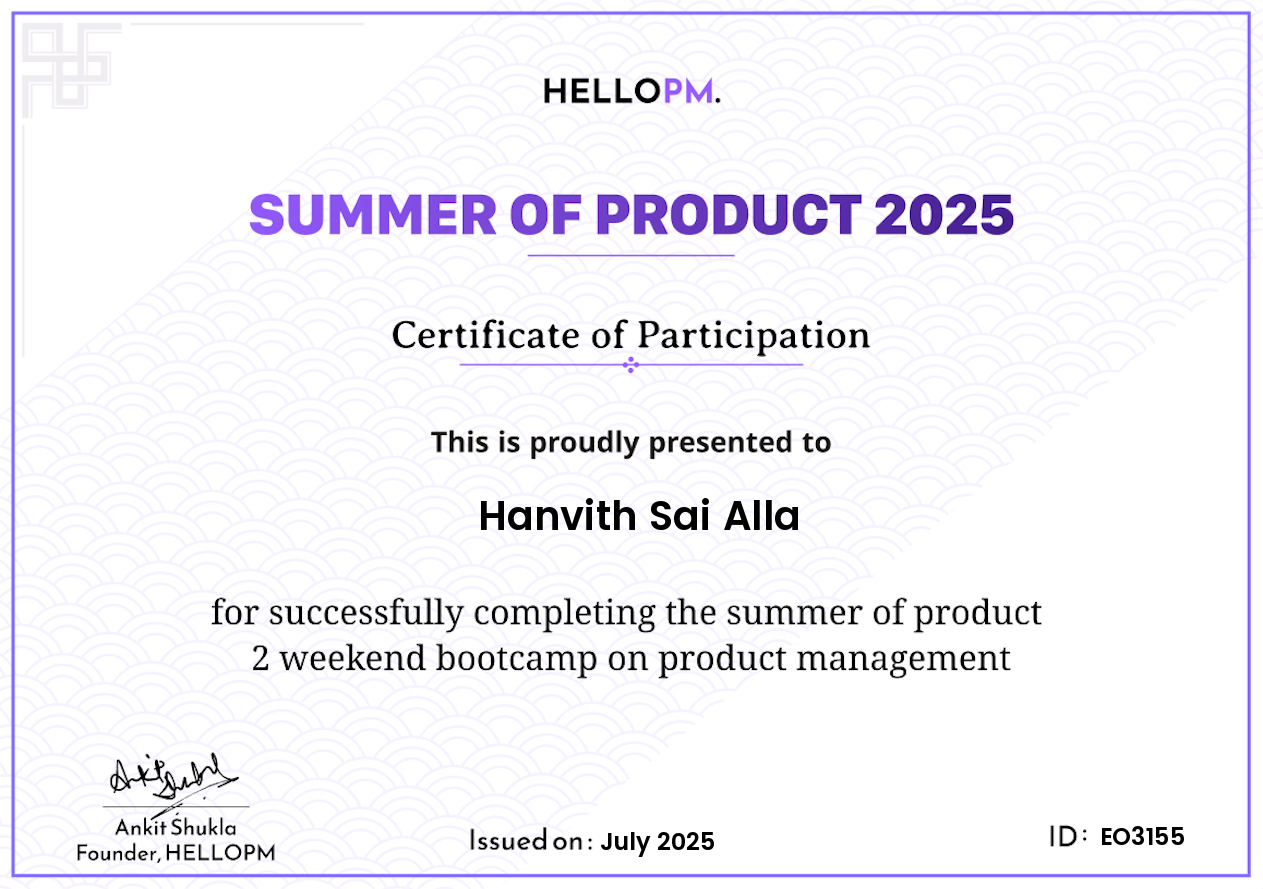 HELLOPM.
SUMMER OF PRODUCT 2025
Certificate of Participation
This is proudly presented to
Hanvith Sai Alla
for successfully completing the summer of product
2 weekend bootcamp on product management
Ankit Shukla
Ankit Shukla
Founder, HELLOPM
Issued on: July 2025
ID: EO3155